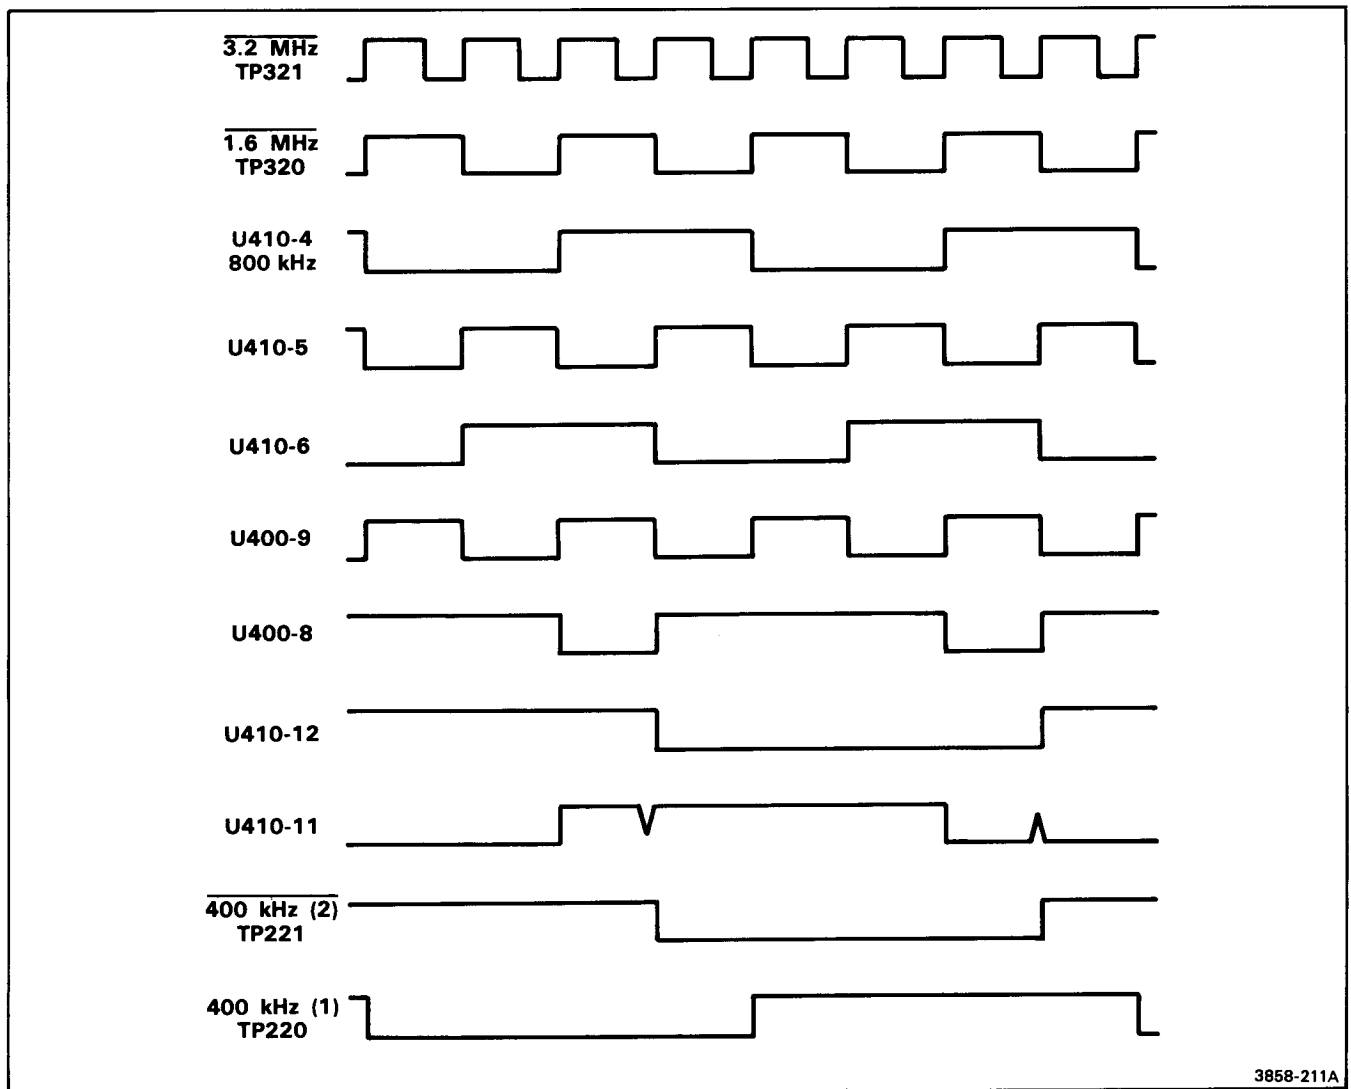 3.2 MHz
TP321
1.6 MHz
TP320
U410-4
800 kHz
U410-5
U410-6
U400-9
U400-8
U410-12
U410-11
400 kHz (2)
TP221
400 kHz (1)
TP220
3858-211A